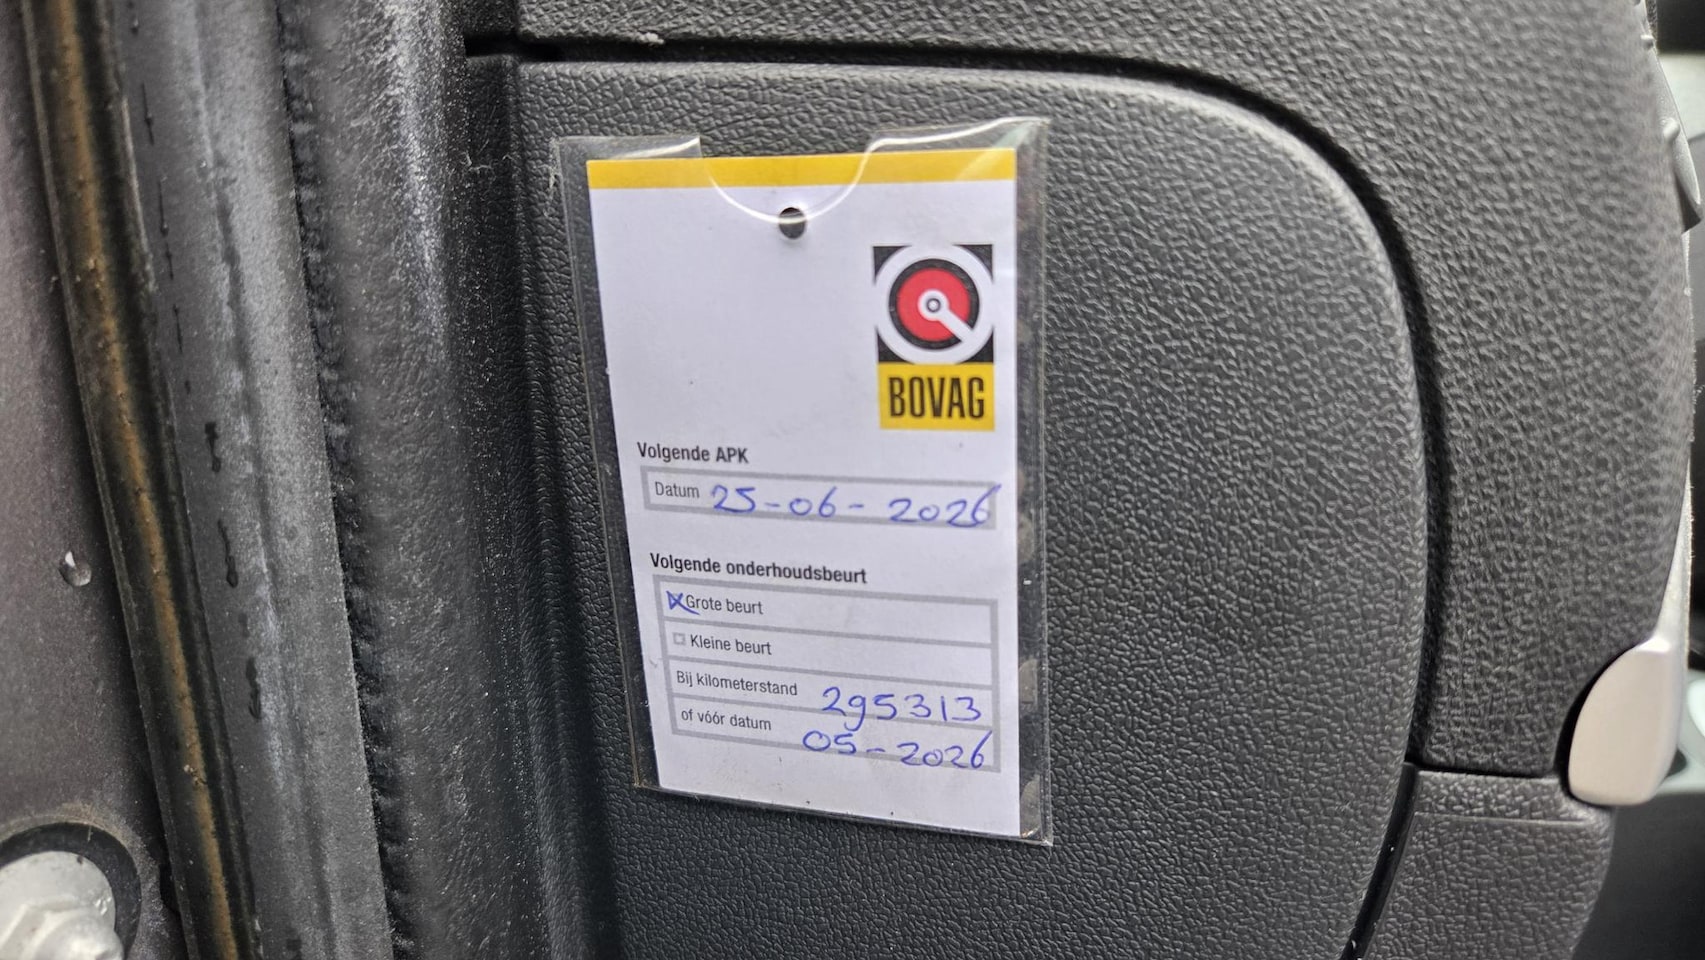 BOVAG
Volgende APK
Datum 25-06-2026
Volgende onderhoudsbeurt
Grote beurt
Kleine beurt
Bij kilometerstand 295313
of vóór datum 05-2026